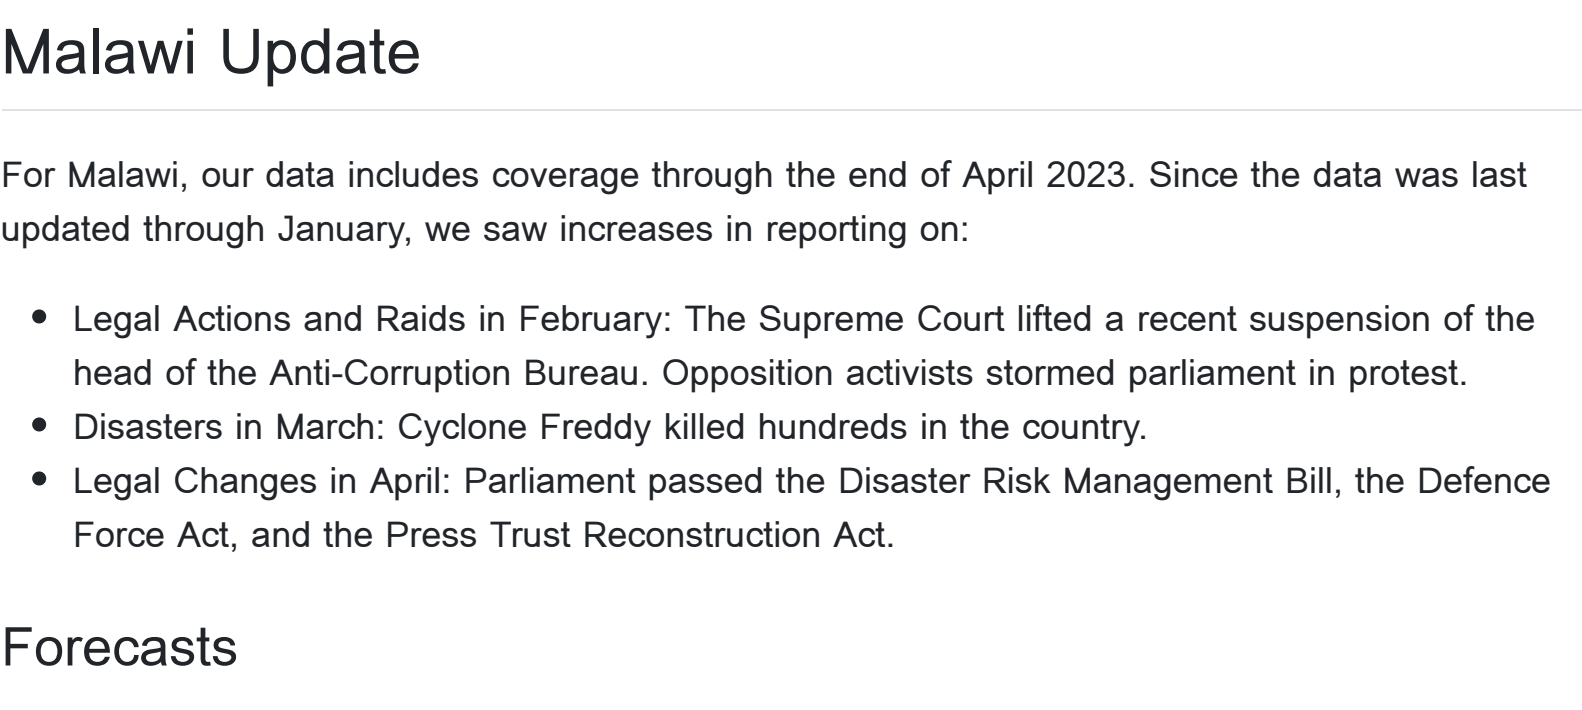 Malawi Update
For Malawi, our data includes coverage through the end of April 2023. Since the data was last
updated through January, we saw increases in reporting on:
• Legal Actions and Raids in February: The Supreme Court lifted a recent suspension of the
head of the Anti-Corruption Bureau. Opposition activists stormed parliament in protest.
• Disasters in March: Cyclone Freddy killed hundreds in the country.
• Legal Changes in April: Parliament passed the Disaster Risk Management Bill, the Defence
Force Act, and the Press Trust Reconstruction Act.
Forecasts